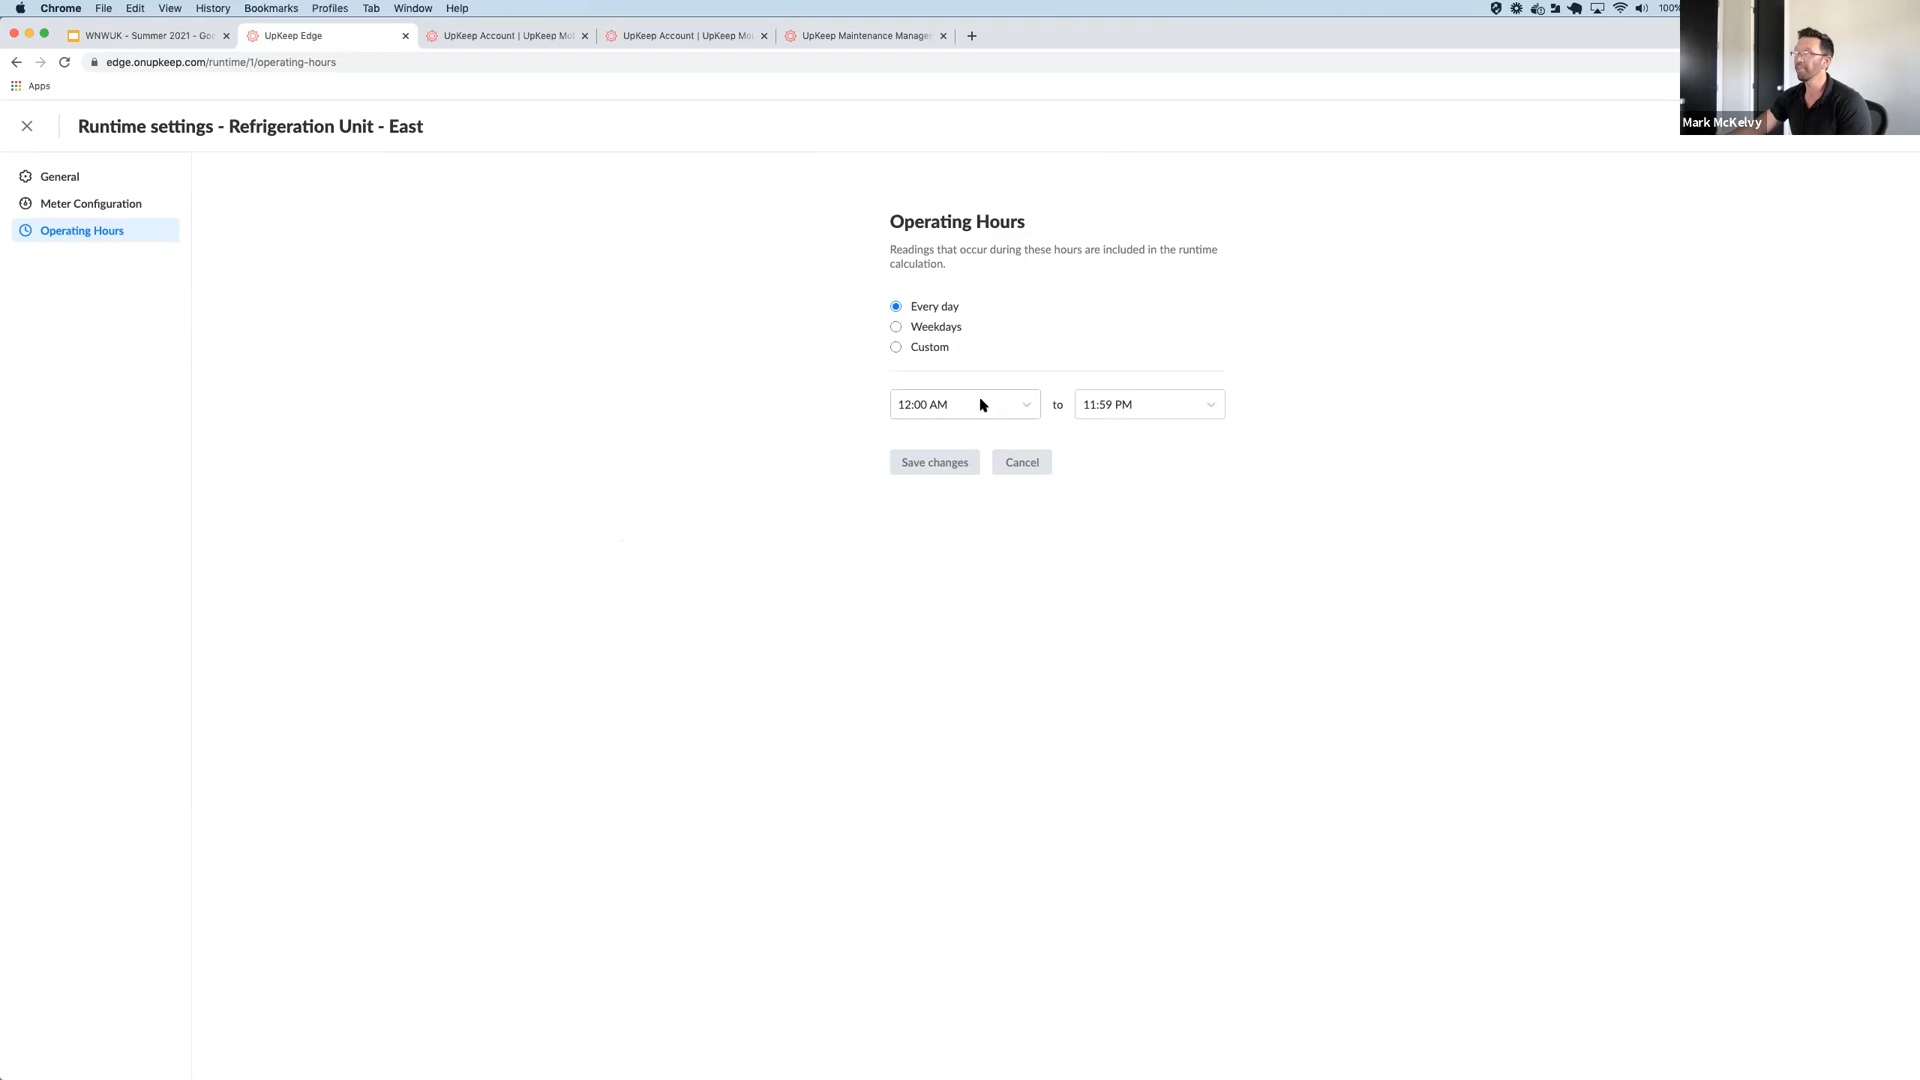 Chrome File Edit View History Bookmarks Profiles Tab Window Help 100%
WNWUK - Summer 2021 - Goo UpKeep Edge UpKeep Account | UpKeep Mo UpKeep Account | UpKeep Mo UpKeep Maintenance Manager
edge.onupkeep.com/runtime/1/operating-hours
Apps
Mark McKelvy
Runtime settings - Refrigeration Unit - East
General
Meter Configuration
Operating Hours
Operating Hours
Readings that occur during these hours are included in the runtime
calculation.
Every day
Weekdays
Custom
12:00 AM to 11:59 PM
Save changes Cancel